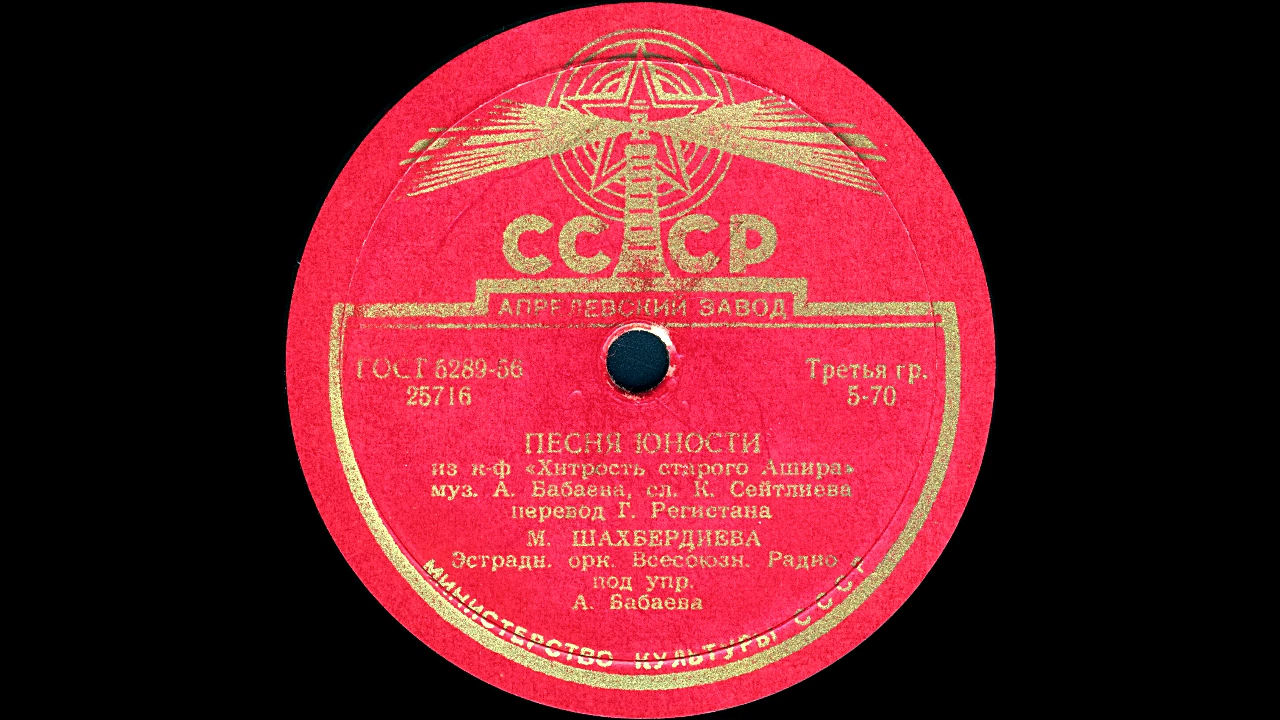 СССР
АПРЕЛЕВСКИЙ ЗАВОД
ГОСТ 5289-56
25716
Третья гр.
5-70
ПЕСНЯ ЮНОСТИ
из к-ф «Хитрость старого Ашира»
муз. А. Бабаева, сл. К. Сейтлиева
перевод Г. Регистана
М. ШАХБЕРДИЕВА
Эстрадн. орк. Всесоюзн. Радио
под упр.
А. Бабаева
МИНИСТЕРСТВО КУЛЬТУРЫ СССР